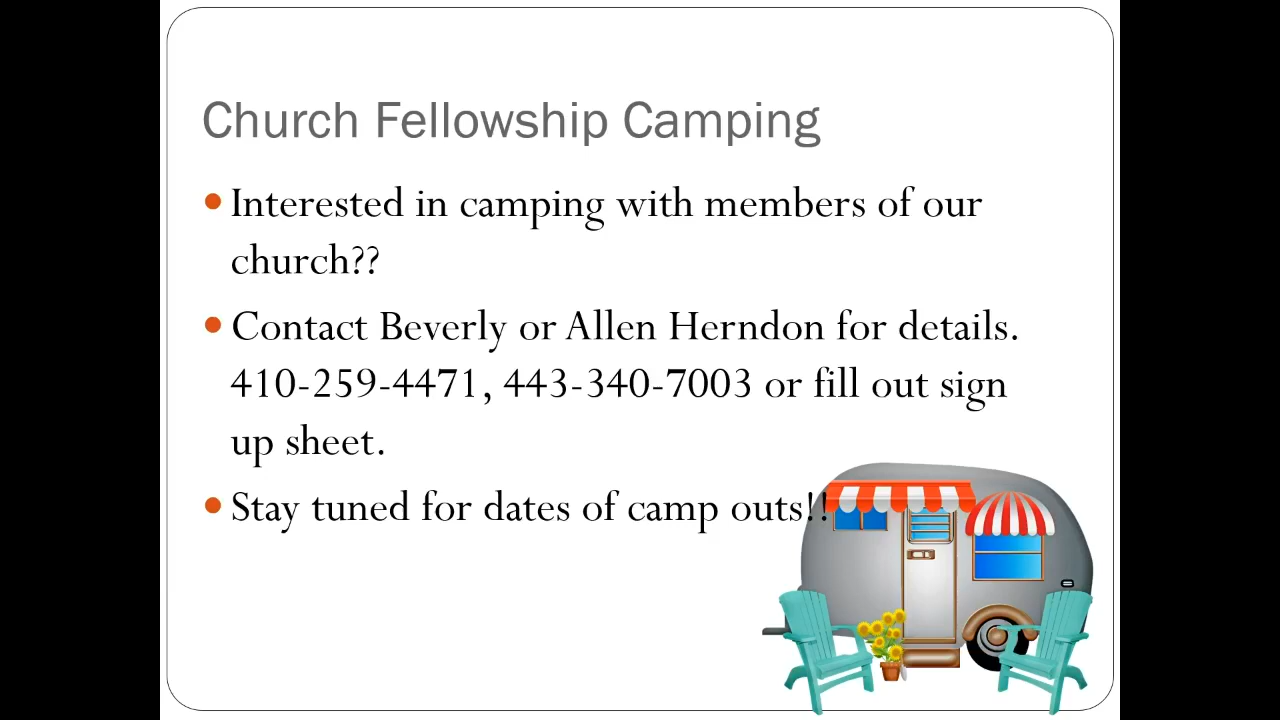 Church Fellowship Camping
Interested in camping with members of our
church??
Contact Beverly or Allen Herndon for details.
410-259-4471, 443-340-7003 or fill out sign
up sheet.
Stay tuned for dates of camp outs!!